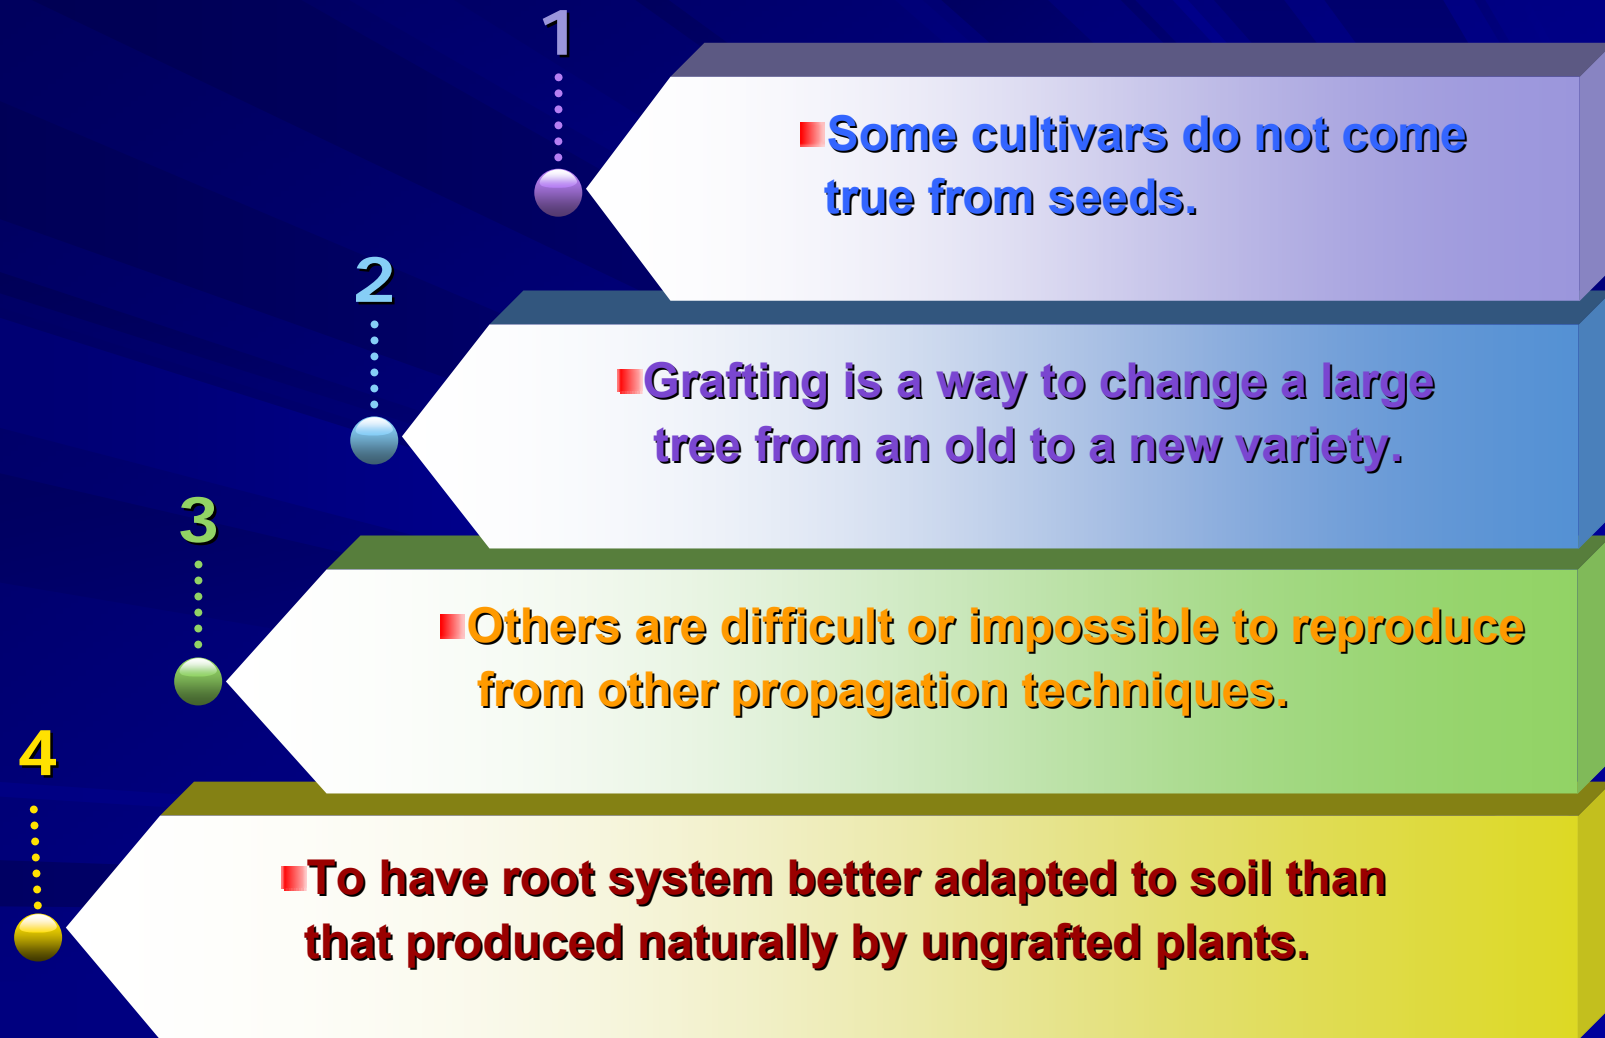 1
Some cultivars do not come
true from seeds.
2
Grafting is a way to change a large
tree from an old to a new variety.
3
Others are difficult or impossible to reproduce
from other propagation techniques.
4
To have root system better adapted to soil than
that produced naturally by ungrafted plants.